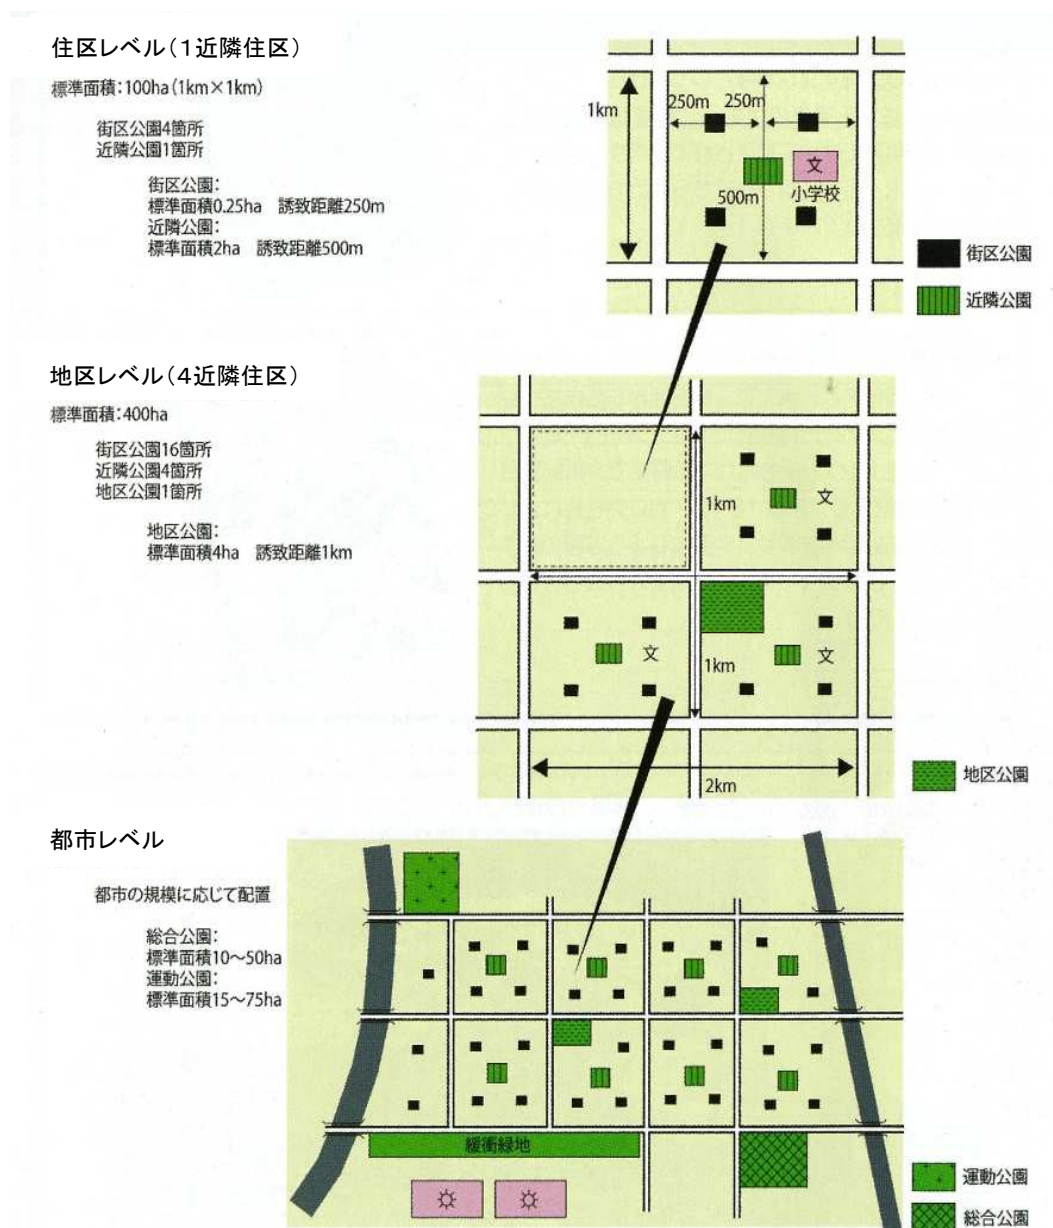 住区レベル（１近隣住区）
標準面積：100ha（1km×1km）
街区公園4箇所
近隣公園1箇所
街区公園：
標準面積0.25ha　誘致距離250m
近隣公園：
標準面積2ha　誘致距離500m
1km
250m
250m
文
500m
小学校
街区公園
近隣公園
地区レベル（４近隣住区）
標準面積：400ha
街区公園16箇所
近隣公園4箇所
地区公園1箇所
地区公園：
標準面積4ha　誘致距離1km
1km
文
文
1km
文
2km
地区公園
都市レベル
都市の規模に応じて配置
総合公園：
標準面積10～50ha
運動公園：
標準面積15～75ha
緩衝緑地
運動公園
総合公園